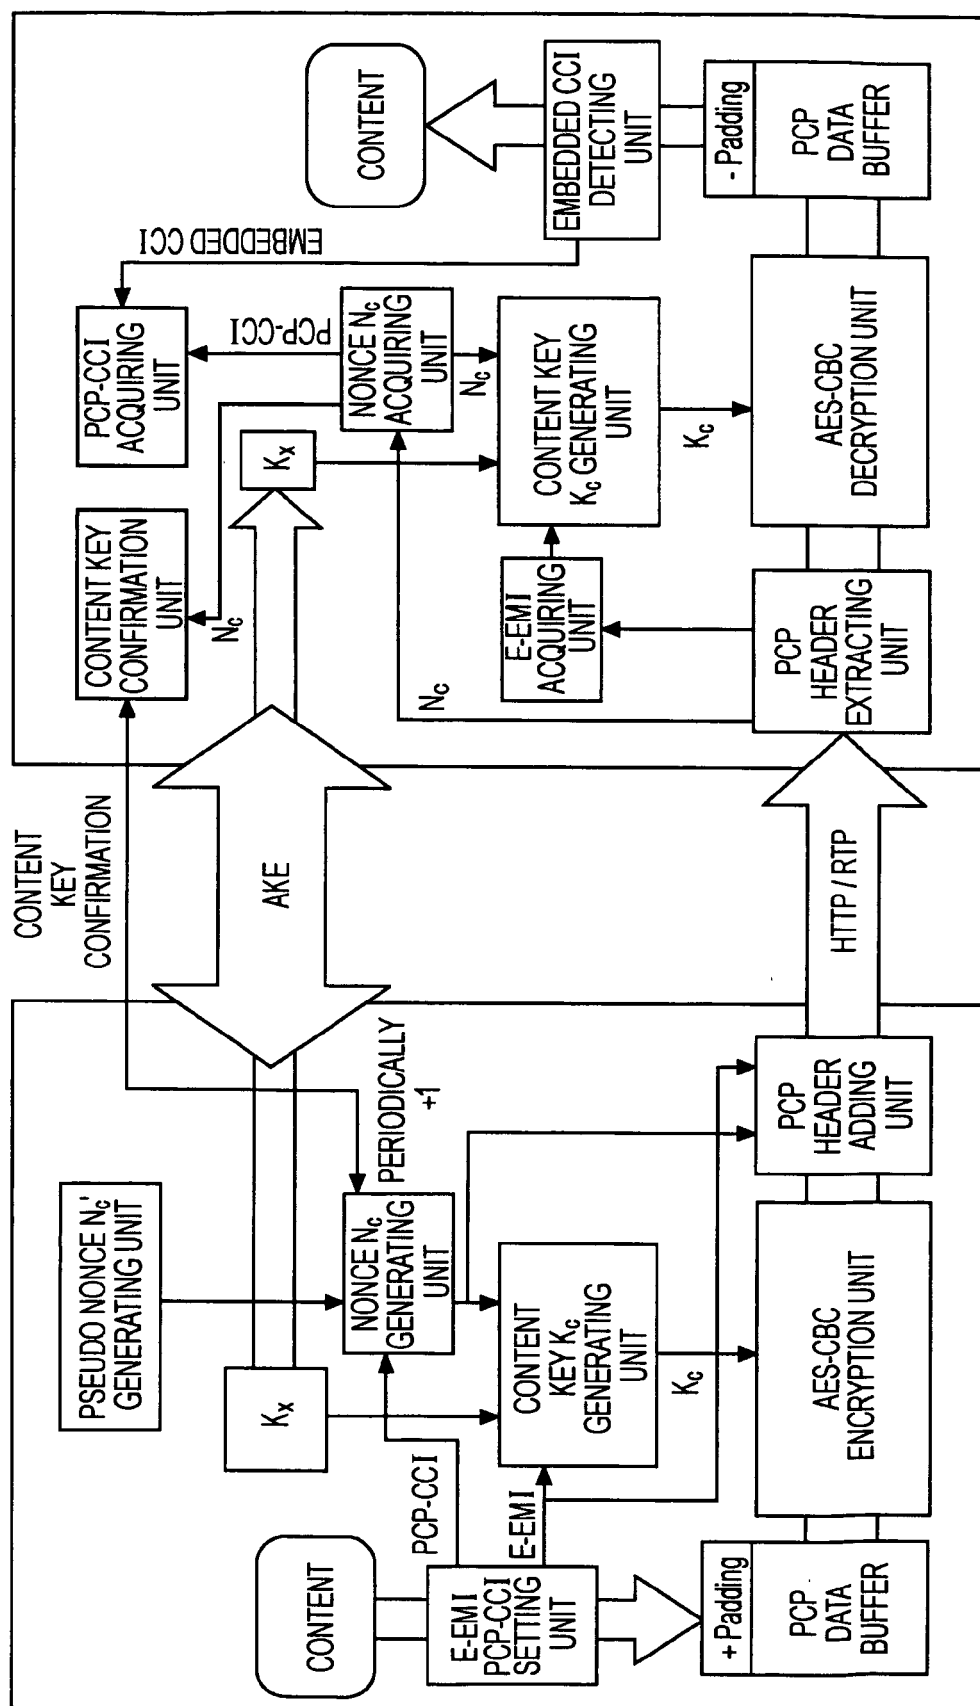 CONTENT
E-EMI
PCP-CCI
SETTING
UNIT
+ Padding
PCP
DATA
BUFFER
PCP-CCI
E-EMI
PSEUDO NONCE Nc'
GENERATING UNIT
Kx
NONCE Nc
GENERATING
UNIT
PERIODICALLY
+1
CONTENT
KEY Kc
GENERATING
UNIT
Kc
AES-CBC
ENCRYPTION UNIT
PCP
HEADER
ADDING
UNIT
CONTENT
KEY
CONFIRMATION
AKE
HTTP / RTP
CONTENT KEY
CONFIRMATION
UNIT
Nc
PCP-CCI
ACQUIRING
UNIT
EMBEDDED CCI
PCP-CCI
Kx
NONCE Nc
ACQUIRING
UNIT
Nc
Nc
E-EMI
ACQUIRING
UNIT
CONTENT KEY
Kc GENERATING
UNIT
Kc
PCP
HEADER
EXTRACTING
UNIT
AES-CBC
DECRYPTION UNIT
CONTENT
EMBEDDED CCI
DETECTING
UNIT
- Padding
PCP
DATA
BUFFER